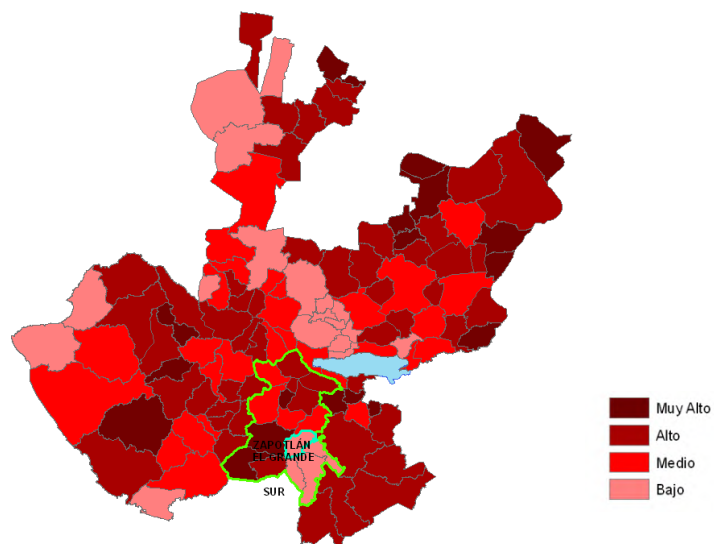 ZAPOTLÁN
EL GRANDE
SUR
Muy Alto
Alto
Medio
Bajo